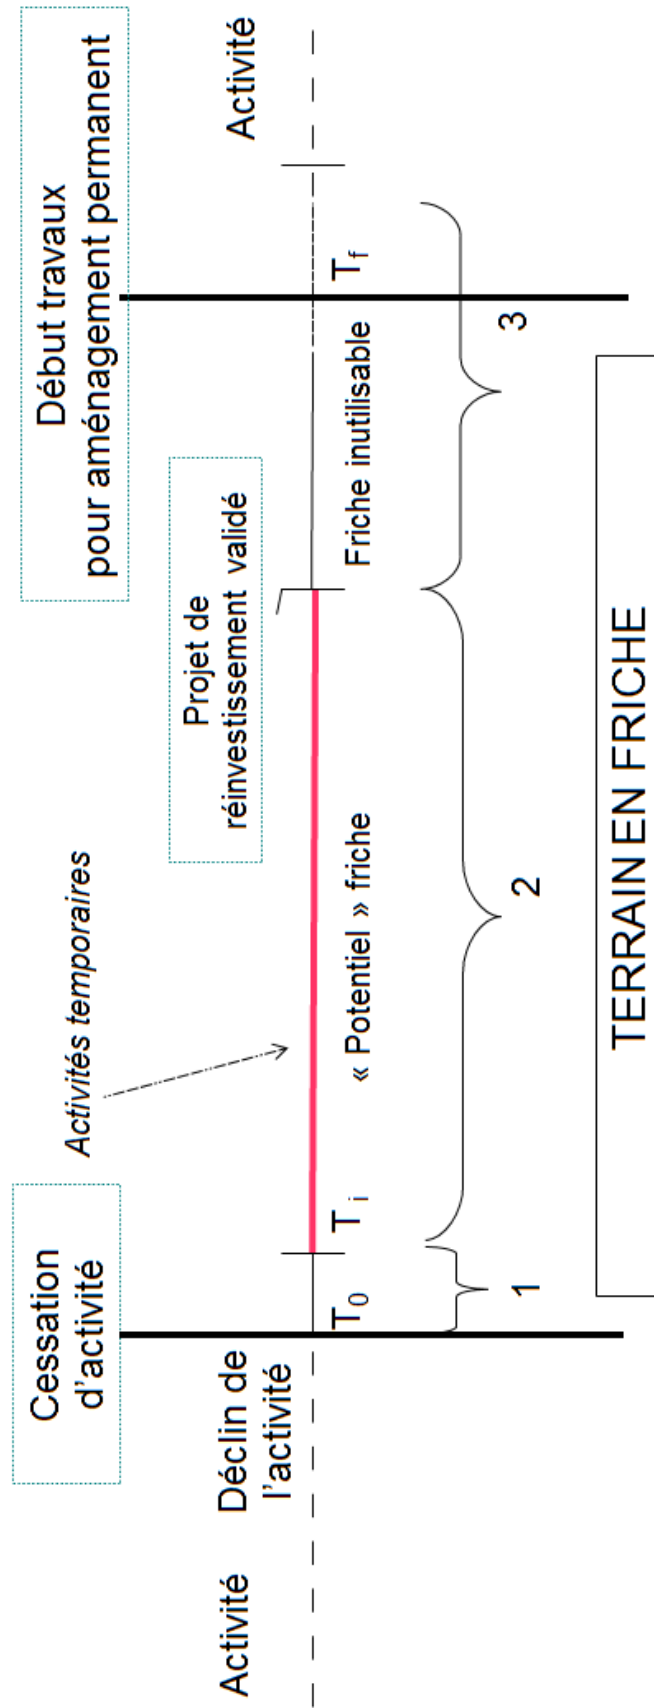 Cessation
d'activité
Activités temporaires
Projet de
réinvestissement validé
Début travaux
pour aménagement permanent
Activité
Déclin de
l'activité
T0
Ti
« Potentiel » friche
Friche inutilisable
Tf
Activité
1
2
3
TERRAIN EN FRICHE